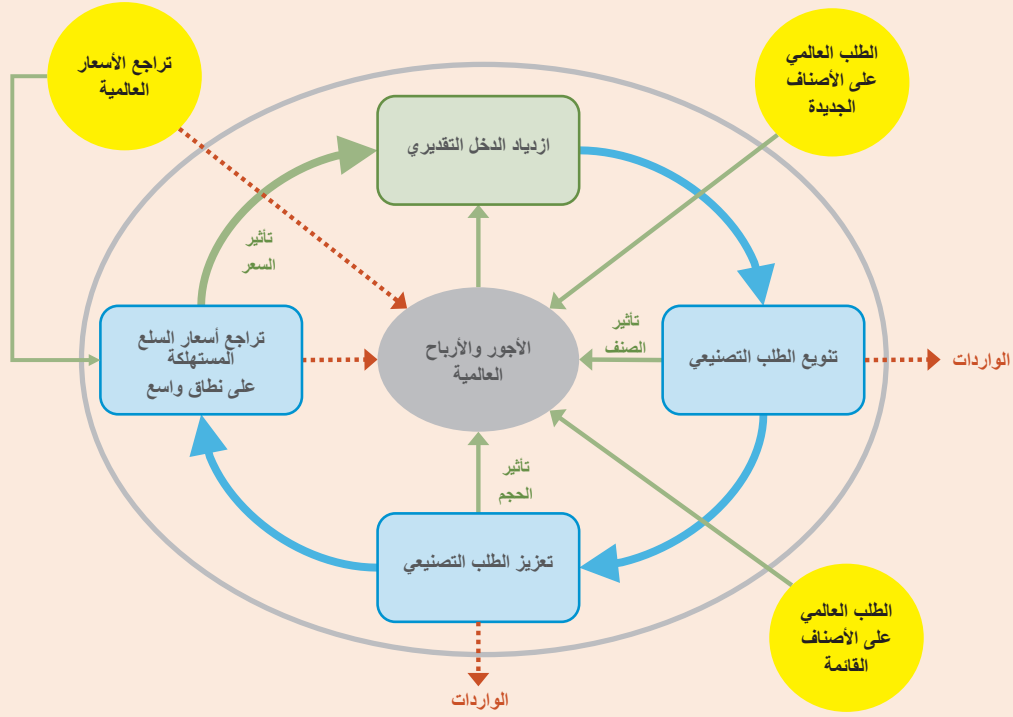 الطلب العالمي
على الأصناف
الجديدة
تراجع الأسعار
العالمية
ازدياد الدخل التقديري
تأثير
السعر
تأثير
الصنف
تنويع الطلب التصنيعي
الواردات
الأجور والأرباح
العالمية
تراجع أسعار السلع
المستهلكة
على نطاق واسع
تأثير
الحجم
تعزيز الطلب التصنيعي
الواردات
الطلب العالمي
على الأصناف
القائمة